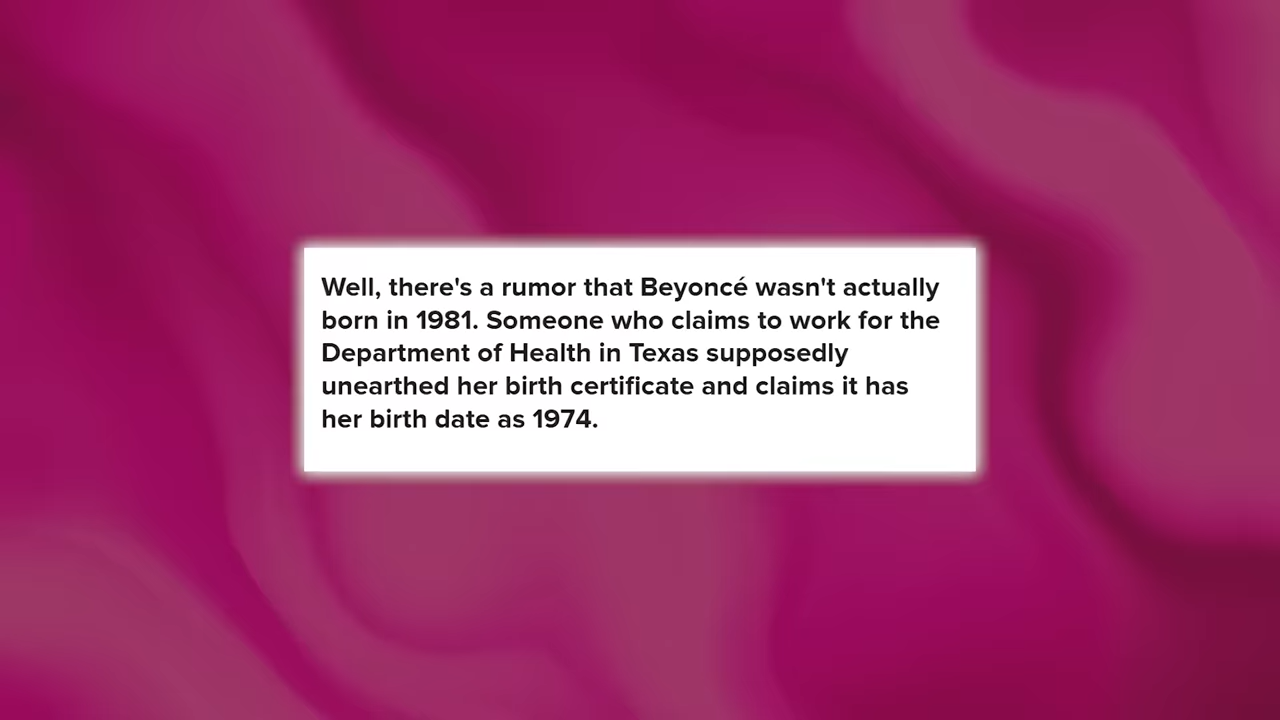 Well, there's a rumor that Beyoncé wasn't actually
born in 1981. Someone who claims to work for the
Department of Health in Texas supposedly
unearthed her birth certificate and claims it has
her birth date as 1974.